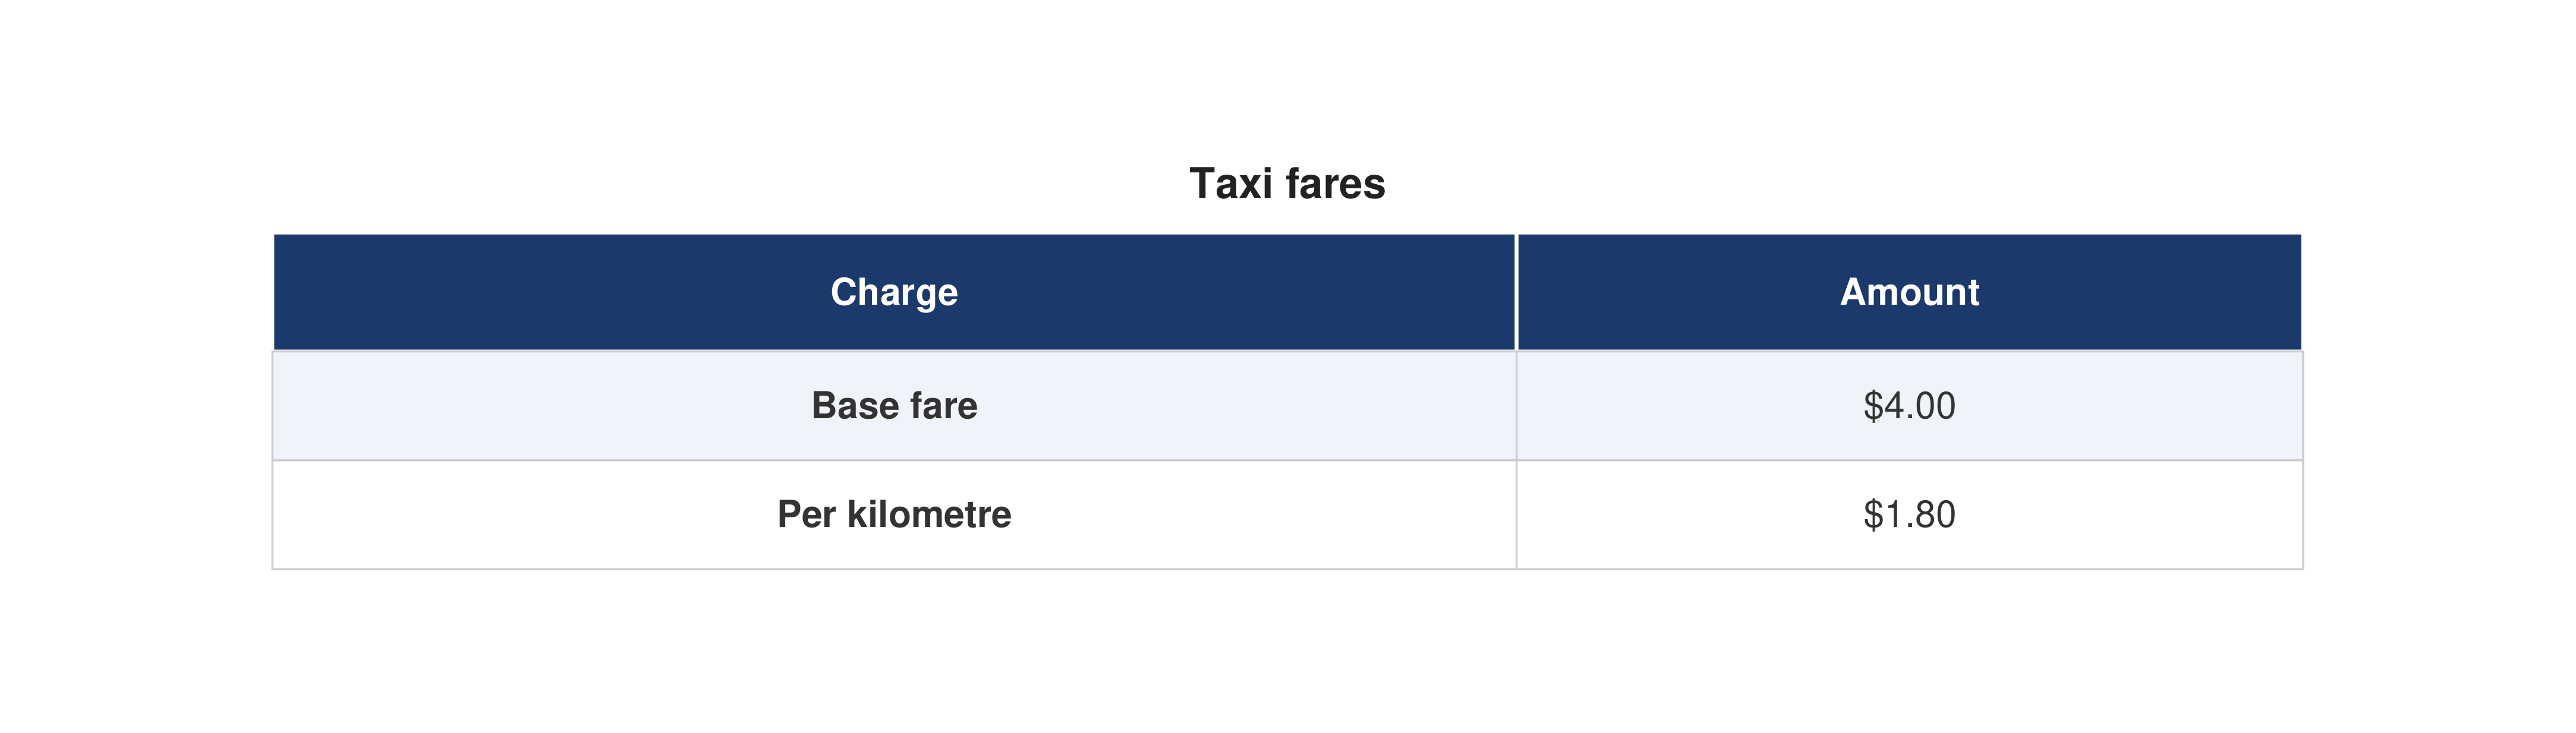 Taxi fares
Charge Amount
Base fare $4.00
Per kilometre $1.80